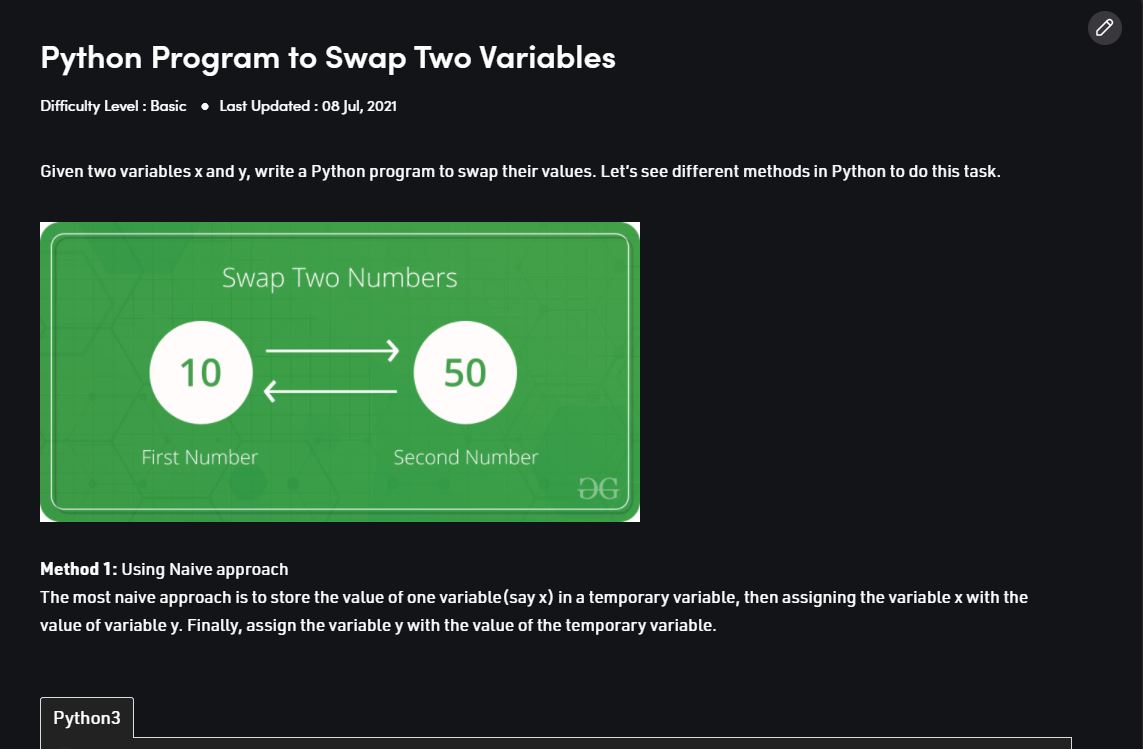 Python Program to Swap Two Variables
Difficulty Level : Basic ● Last Updated : 08 Jul, 2021
Given two variables x and y, write a Python program to swap their values. Let's see different methods in Python to do this task.
Swap Two Numbers
10 50
First Number Second Number
Method 1: Using Naive approach
The most naive approach is to store the value of one variable(say x) in a temporary variable, then assigning the variable x with the
value of variable y. Finally, assign the variable y with the value of the temporary variable.
Python3